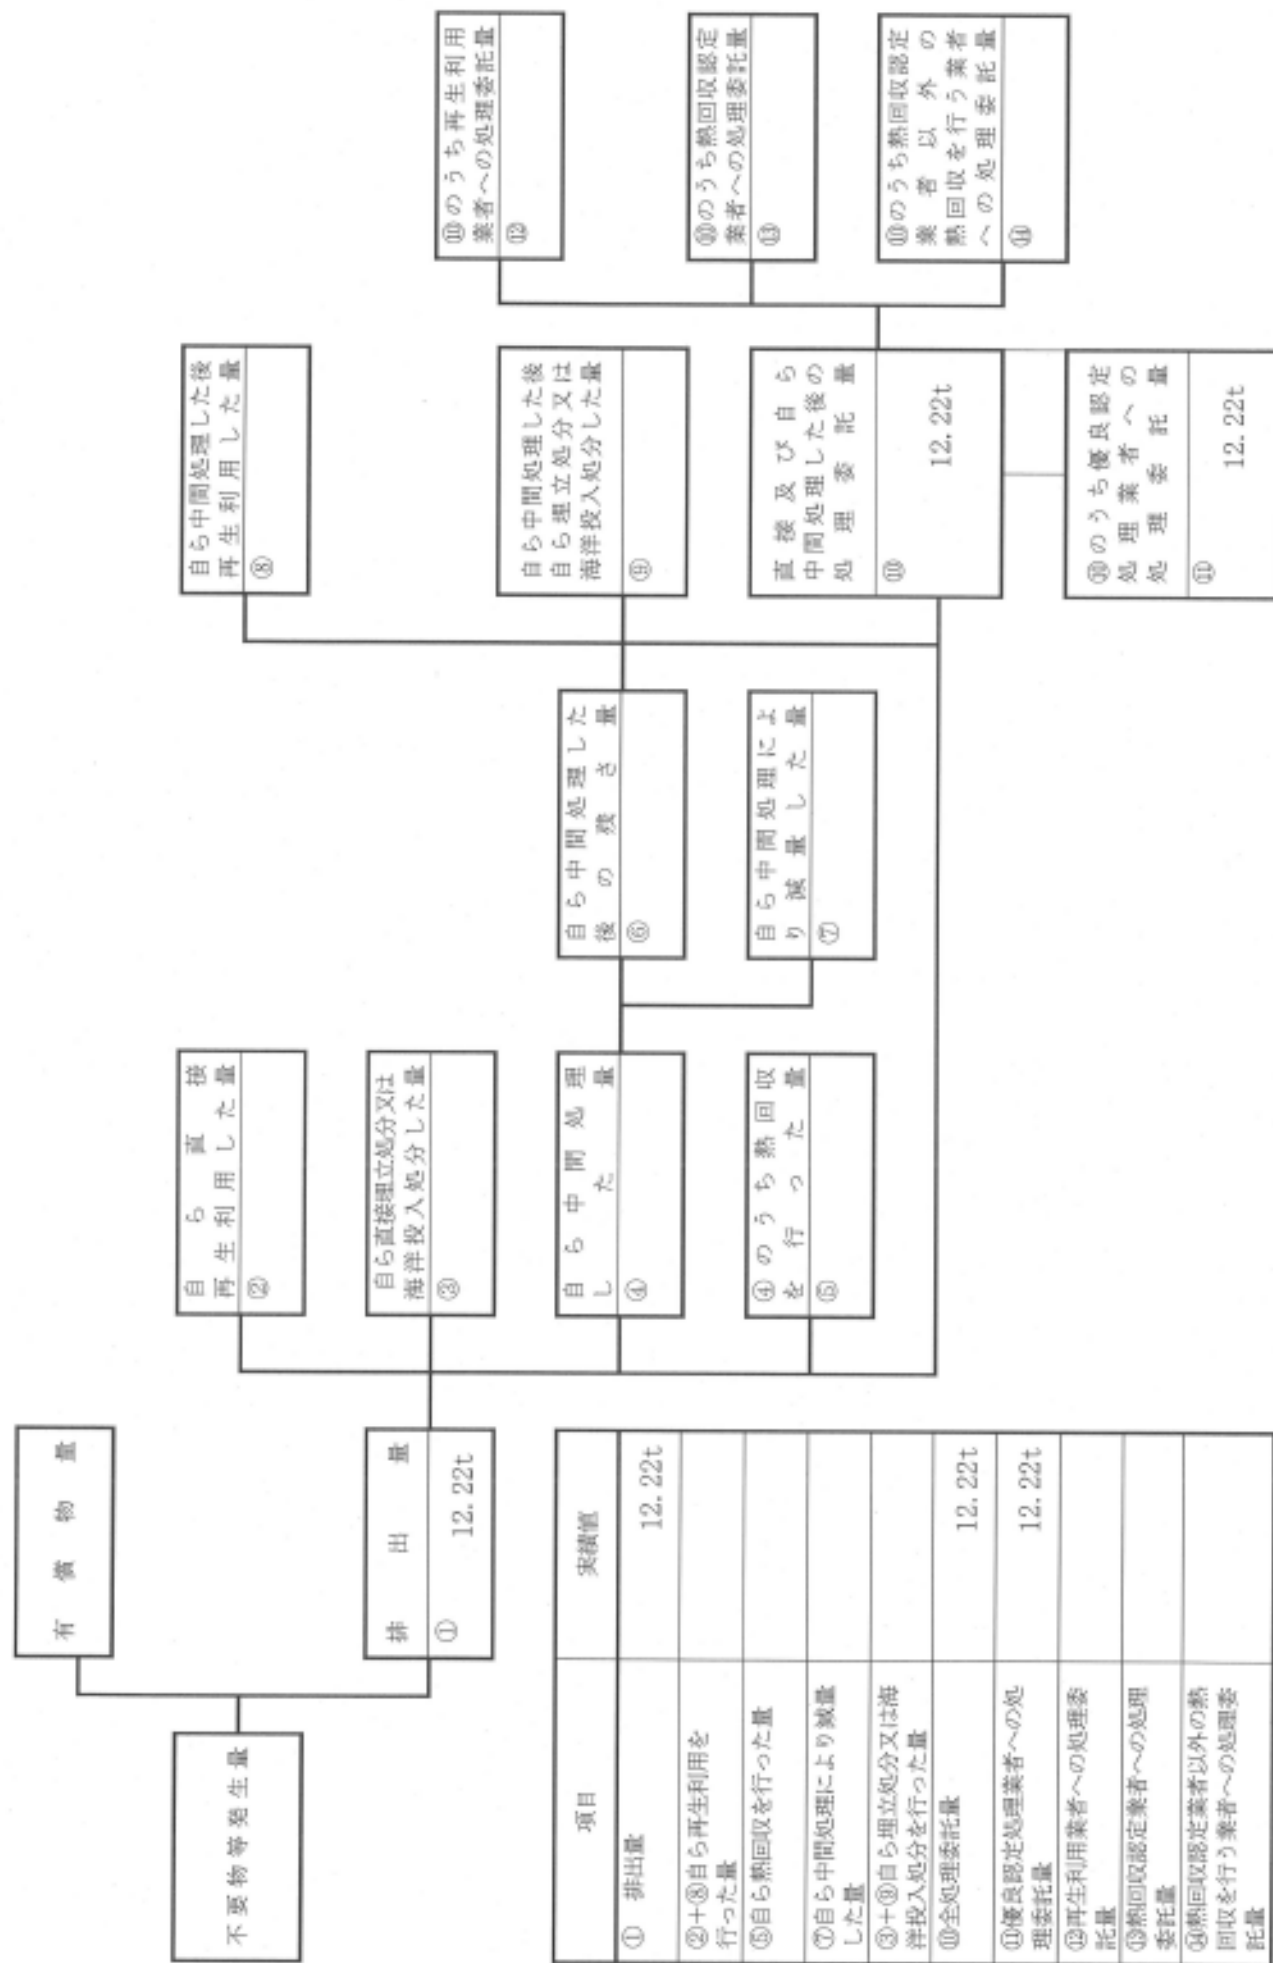 不要物等発生量
有償物量
排出量
① 12.22t
自ら直接
再生利用した量
②
自ら直接埋立処分又は
海洋投入処分した量
③
自ら中間処理
した量
④
④のうち熱回収
を行った量
⑤
自ら中間処理した
後の残さ量
⑥
自ら中間処理によ
り減量した量
⑦
自ら中間処理した後
再生利用した量
⑧
自ら中間処理した後
自ら埋立処分又は
海洋投入処分した量
⑨
直接及び自ら
中間処理した後の
処理委託量
⑩ 12.22t
⑩のうち優良認定
処理業者への
処理委託量
⑪ 12.22t
⑩のうち再生利用
業者への処理委託量
⑫
⑩のうち熱回収認定
業者への処理委託量
⑬
⑩のうち熱回収認定
業者以外の
熱回収を行う業者
への処理委託量
⑭
項目 実績値
① 排出量 12.22t
②+⑧自ら再生利用を
行った量
⑤自ら熱回収を行った量
⑦自ら中間処理により減量
した量
③+⑨自ら埋立処分又は海
洋投入処分を行った量
⑩全処理委託量 12.22t
⑪優良認定処理業者への処
理委託量 12.22t
⑫再生利用業者への処理委
託量
⑬熱回収認定業者への処理
委託量
⑭熱回収認定業者以外の熱
回収を行う業者への処理委
託量